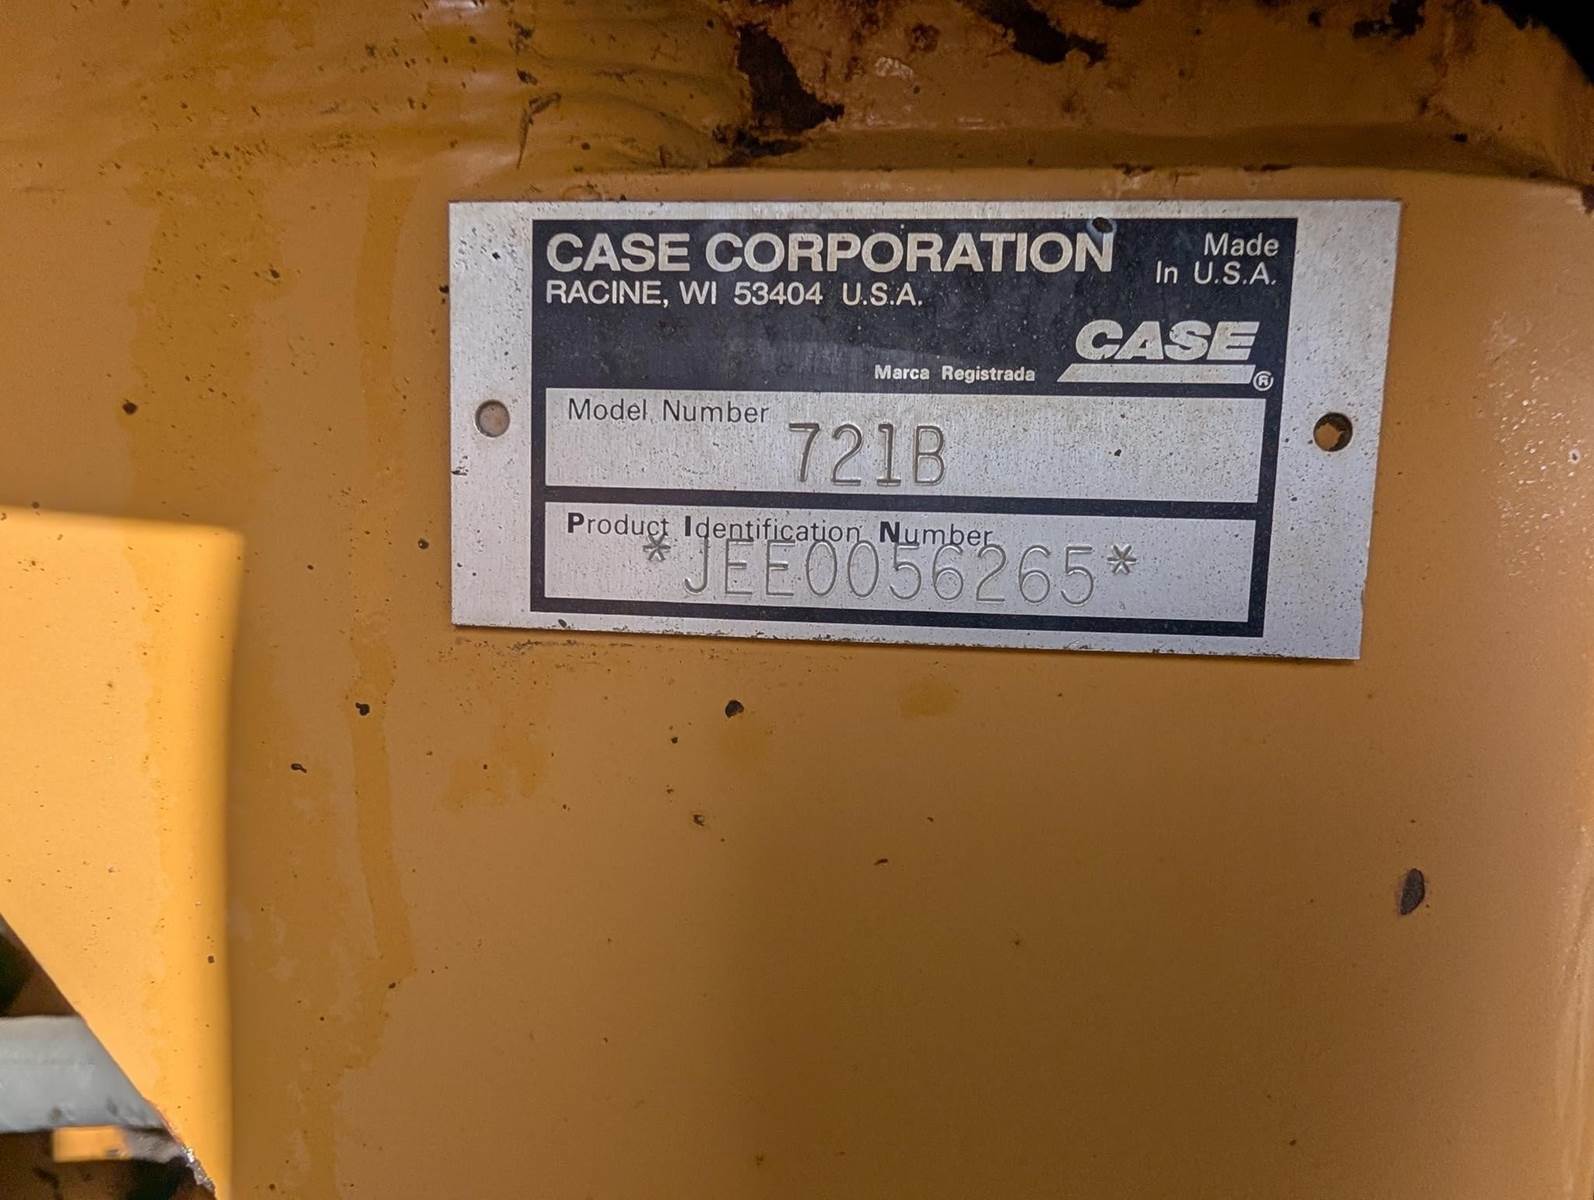 CASE CORPORATION
Made
In U.S.A.
RACINE, WI 53404 U.S.A.
CASE
Marca Registrada
®
Model Number
721B
Product Identification Number
*JEE0056265*